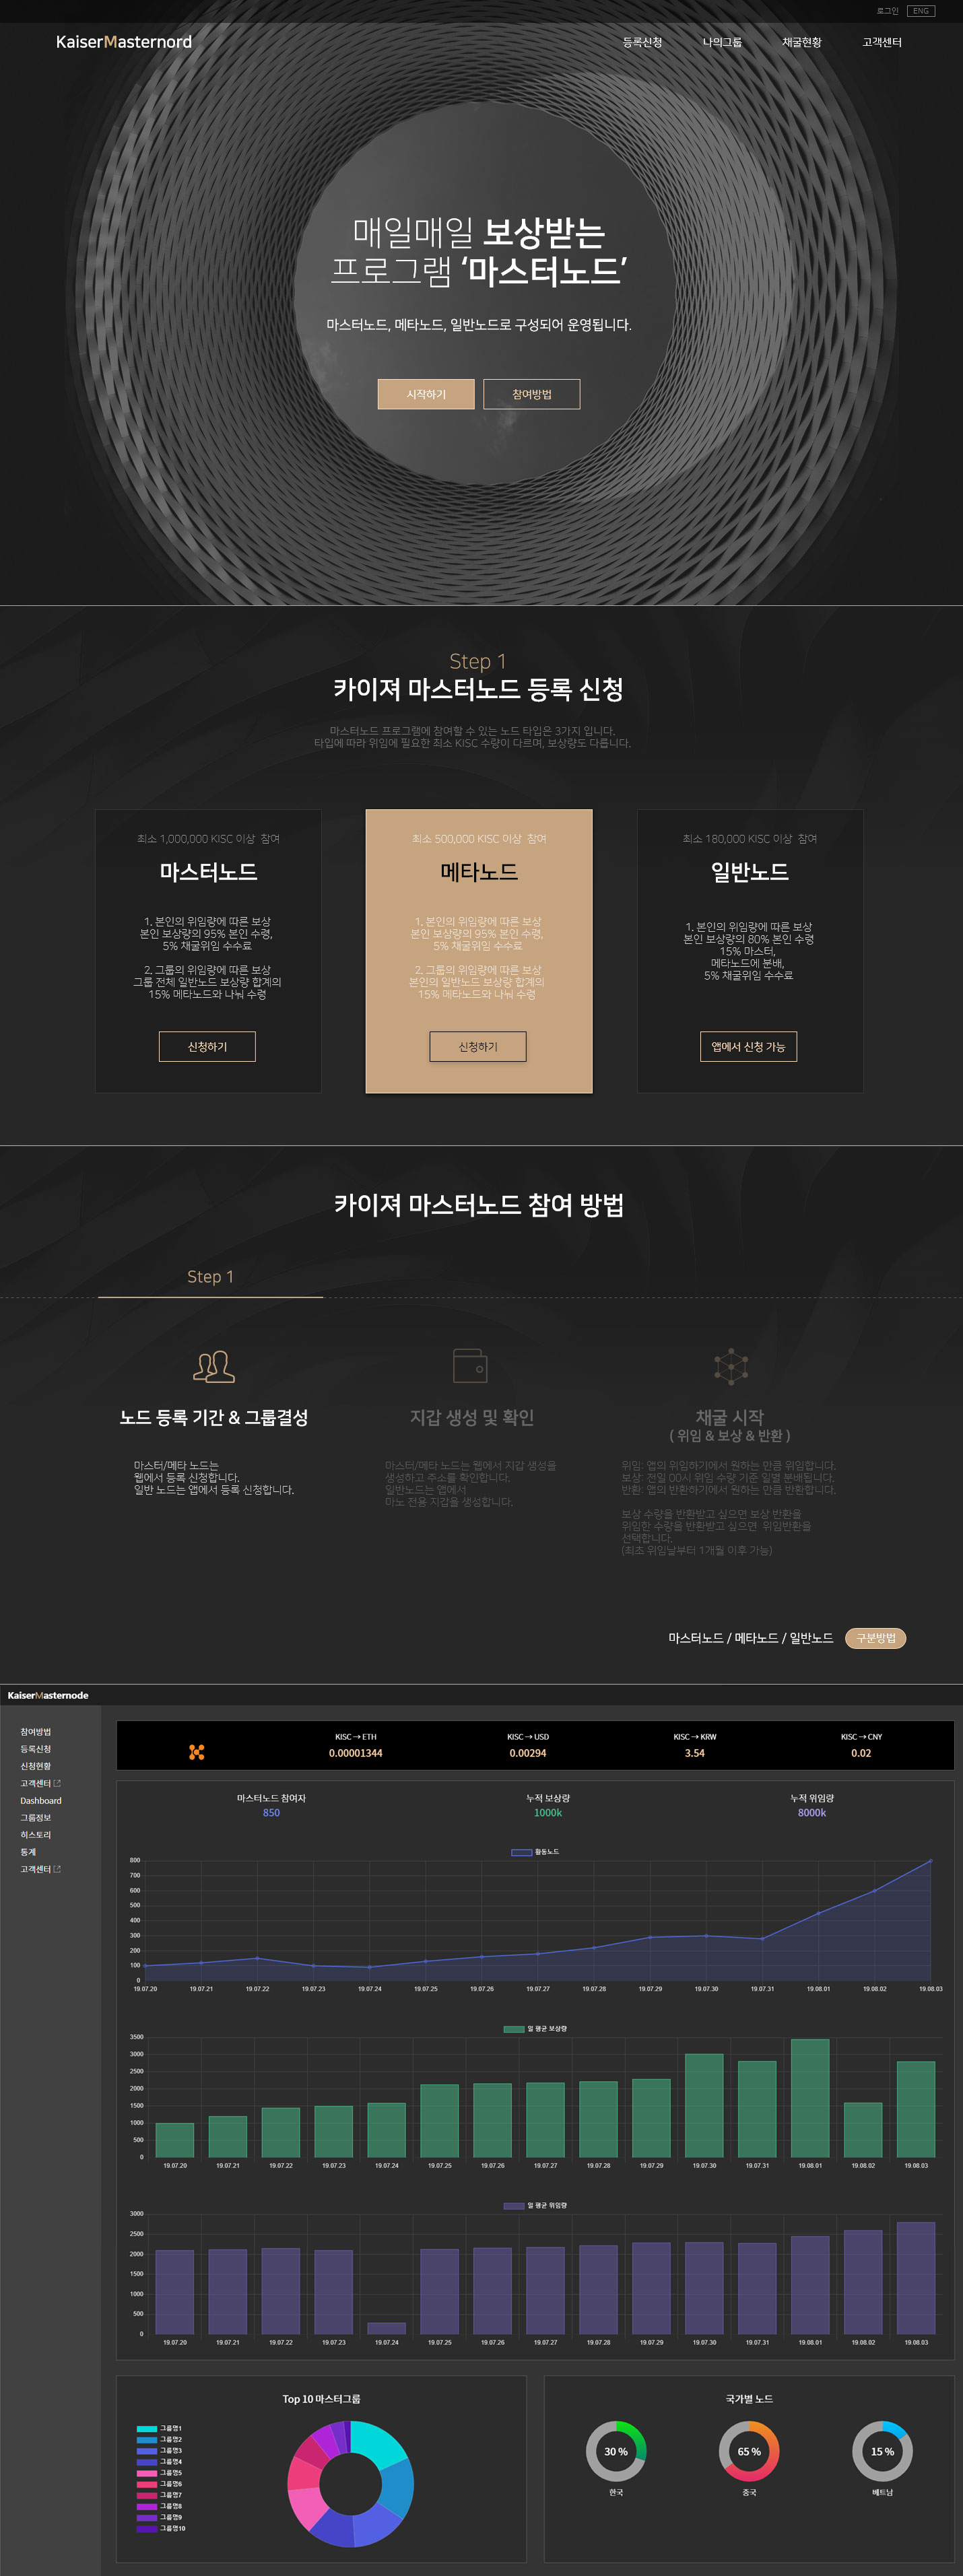 로그인 ENG
KaiserMasternord 등록신청 나의그룹 채굴현황 고객센터
매일매일 보상받는
프로그램 ‘마스터노드’
마스터노드, 메타노드, 일반노드로 구성되어 운영됩니다.
시작하기 참여방법
Step 1
카이져 마스터노드 등록 신청
마스터노드 프로그램에 참여할 수 있는 노드 타입은 3가지 입니다.
타입에 따라 위임에 필요한 최소 KISC 수량이 다르며, 보상량도 다릅니다.
최소 1,000,000 KISC 이상 참여
마스터노드
1. 본인의 위임량에 따른 보상
본인 보상량의 95% 본인 수령,
5% 채굴위임 수수료
2. 그룹의 위임량에 따른 보상
그룹 전체 일반노드 보상량 합계의
15% 메타노드와 나눠 수령
신청하기
최소 500,000 KISC 이상 참여
메타노드
1. 본인의 위임량에 따른 보상
본인 보상량의 95% 본인 수령,
5% 채굴위임 수수료
2. 그룹의 위임량에 따른 보상
본인의 일반노드 보상량 합계의
15% 메타노드와 나눠 수령
신청하기
최소 180,000 KISC 이상 참여
일반노드
1. 본인의 위임량에 따른 보상
본인 보상량의 80% 본인 수령
15% 마스터,
메타노드에 분배,
5% 채굴위임 수수료
앱에서 신청 가능
카이져 마스터노드 참여 방법
Step 1
노드 등록 기간 & 그룹결성
마스터/메타 노드는
웹에서 등록 신청합니다.
일반 노드는 앱에서 등록 신청합니다.
지갑 생성 및 확인
마스터/메타 노드는 웹에서 지갑 생성을
생성하고 주소를 확인합니다.
일반노드는 앱에서
마노 전용 지갑을 생성합니다.
채굴 시작
( 위임 & 보상 & 반환 )
위임: 앱의 위임하기에서 원하는 만큼 위임합니다.
보상: 전일 00시 위임 수량 기준 일별 분배됩니다.
반환: 앱의 반환하기에서 원하는 만큼 반환합니다.
보상 수량을 반환받고 싶으면 보상 반환을
위임한 수량을 반환받고 싶으면 위임반환을
선택합니다.
(최초 위임날부터 1개월 이후 가능)
마스터노드 / 메타노드 / 일반노드 구분방법
KaiserMasternode
참여방법
등록신청
신청현황
고객센터
Dashboard
그룹정보
히스토리
통계
고객센터
KISC → ETH KISC → USD KISC → KRW KISC → CNY
0.00001344 0.00294 3.54 0.02
마스터노드 참여자 누적 보상량 누적 위임량
850 1000k 8000k
활동노드
800
700
600
500
400
300
200
100
0
19.07.20 19.07.21 19.07.22 19.07.23 19.07.24 19.07.25 19.07.26 19.07.27 19.07.28 19.07.29 19.07.30 19.07.31 19.08.01 19.08.02 19.08.03
일 평균 보상량
3500
3000
2500
2000
1500
1000
500
0
19.07.20 19.07.21 19.07.22 19.07.23 19.07.24 19.07.25 19.07.26 19.07.27 19.07.28 19.07.29 19.07.30 19.07.31 19.08.01 19.08.02 19.08.03
일 평균 위임량
3000
2500
2000
1500
1000
500
0
19.07.20 19.07.21 19.07.22 19.07.23 19.07.24 19.07.25 19.07.26 19.07.27 19.07.28 19.07.29 19.07.30 19.07.31 19.08.01 19.08.02 19.08.03
Top 10 마스터그룹
그룹명1
그룹명2
그룹명3
그룹명4
그룹명5
그룹명6
그룹명7
그룹명8
그룹명9
그룹명10
국가별 노드
30 % 65 % 15 %
한국 중국 베트남